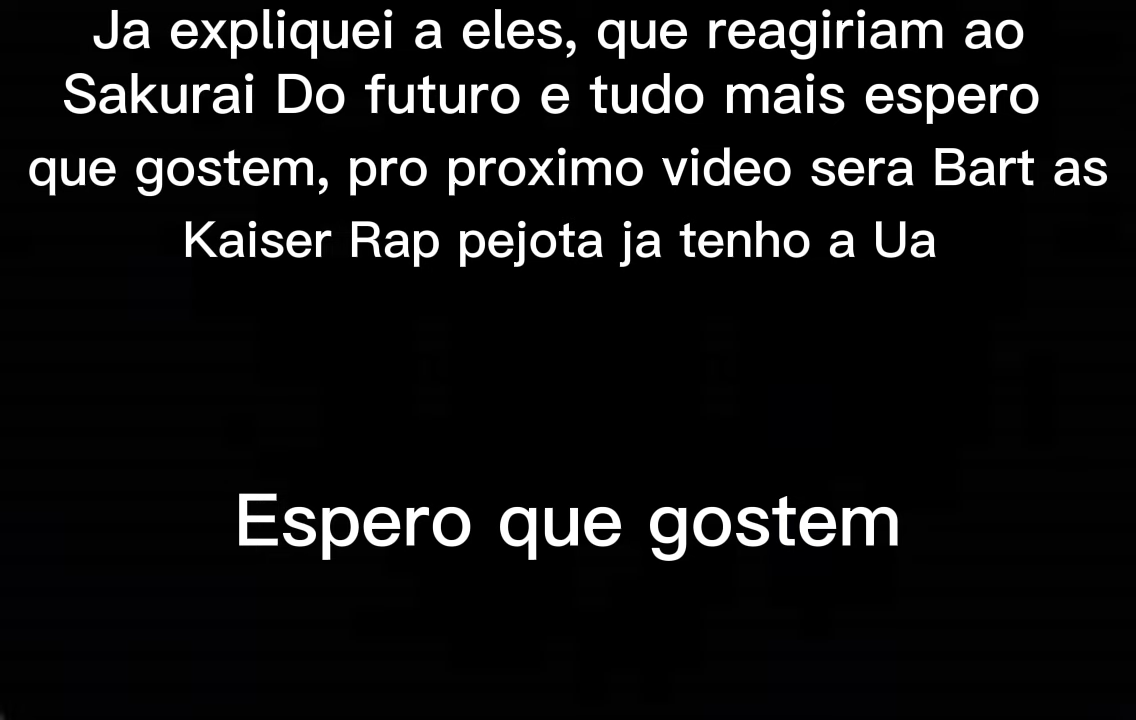 Ja expliquei a eles, que reagiriam ao
Sakurai Do futuro e tudo mais espero
que gostem, pro proximo video sera Bart as
Kaiser Rap pejota ja tenho a Ua
Espero que gostem